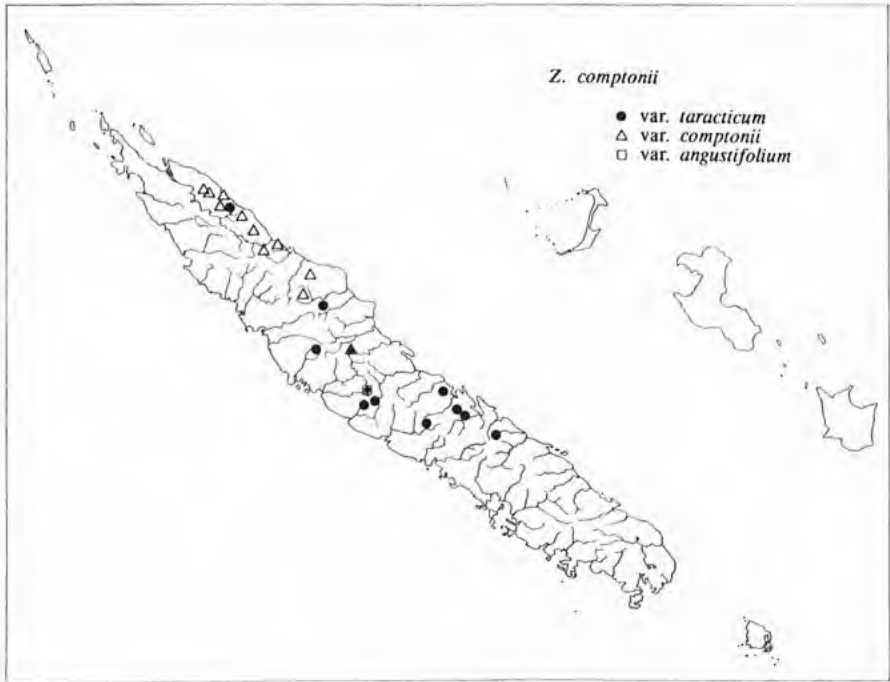 Z. comptonii
● var. taracticum
△ var. comptonii
□ var. angustifolium